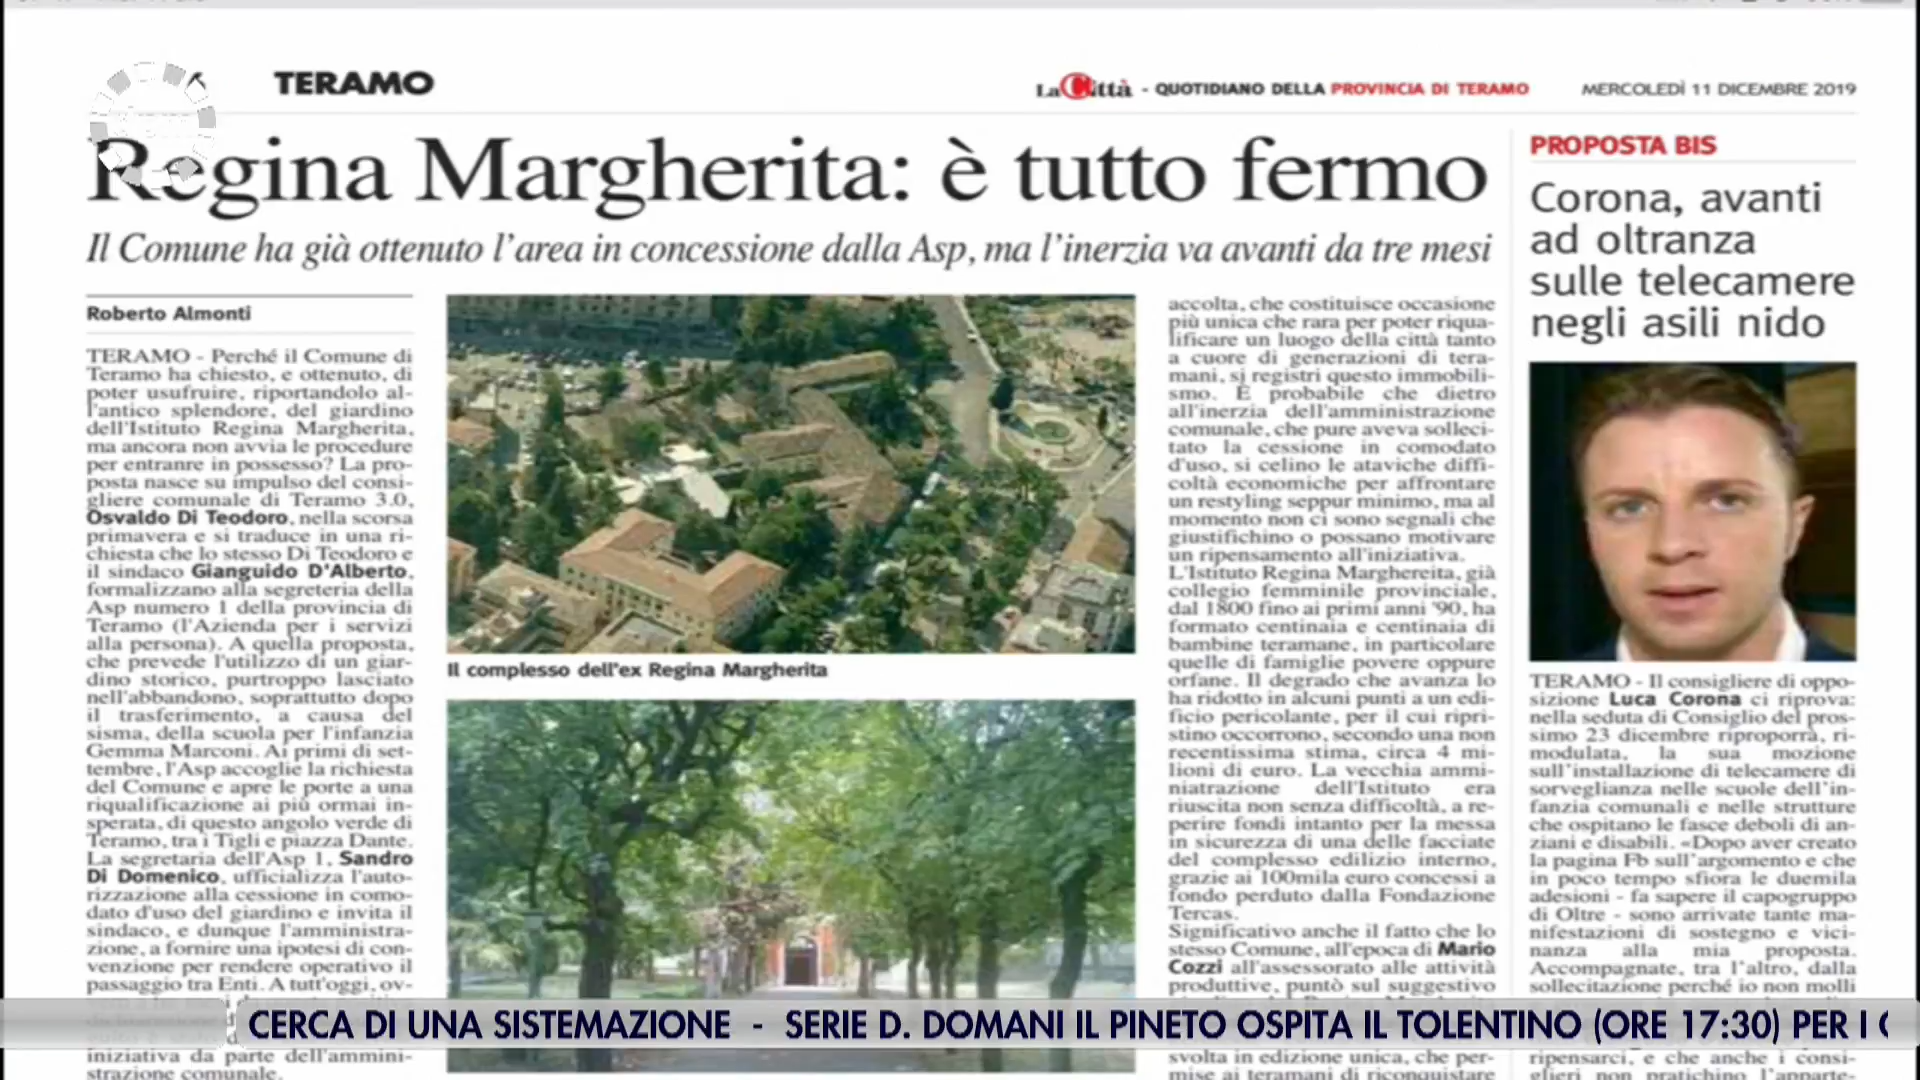 TERAMO
La Città - QUOTIDIANO DELLA PROVINCIA DI TERAMO
MERCOLEDÌ 11 DICEMBRE 2019
Regina Margherita: è tutto fermo
Il Comune ha già ottenuto l'area in concessione dalla Asp, ma l'inerzia va avanti da tre mesi
Roberto Almonti
TERAMO - Perché il Comune di
Teramo ha chiesto, e ottenuto, di
poter usufruire, riportandolo al-
l'antico splendore, del giardino
dell'Istituto Regina Margherita,
ma ancora non avvia le procedure
per entranre in possesso? La pro-
posta nasce su impulso del consi-
gliere comunale di Teramo 3.0,
Osvaldo Di Teodoro, nella scorsa
primavera e si traduce in una ri-
chiesta che lo stesso Di Teodoro e
il sindaco Gianguido D'Alberto,
formalizzano alla segreteria della
Asp numero 1 della provincia di
Teramo (l'Azienda per i servizi
alla persona). A quella proposta,
che prevede l'utilizzo di un giar-
dino storico, purtroppo lasciato
nell'abbandono, soprattutto dopo
il trasferimento, a causa del
sisma, della scuola per l'infanzia
Gemma Marconi. Ai primi di set-
tembre, l'Asp accoglie la richiesta
del Comune e apre le porte a una
riqualificazione ai più ormai in-
sperata, di questo angolo verde di
Teramo, tra i Tigli e piazza Dante.
La segretaria dell'Asp 1, Sandro
Di Domenico, ufficializza l'auto-
rizzazione alla cessione in como-
dato d'uso del giardino e invita il
sindaco, e dunque l'amministra-
zione, a fornire una ipotesi di con-
venzione per rendere operativo il
passaggio tra Enti. A tutt'oggi, ov-
iniziativa da parte dell'ammini-
strazione comunale.
Il complesso dell'ex Regina Margherita
accolta, che costituisce occasione
più unica che rara per poter riqua-
lificare un luogo della città tanto
a cuore di generazioni di tera-
mani, si registri questo immobili-
smo. È probabile che dietro
all'inerzia dell'amministrazione
comunale, che pure aveva solleci-
tato la cessione in comodato
d'uso, si celino le ataviche diffi-
coltà economiche per affrontare
un restyling seppur minimo, ma al
momento non ci sono segnali che
giustifichino o possano motivare
un ripensamento all'iniziativa.
L'Istituto Regina Marghereita, già
collegio femminile provinciale,
dal 1800 fino ai primi anni '90, ha
formato centinaia e centinaia di
bambine teramane, in particolare
quelle di famiglie povere oppure
orfane. Il degrado che avanza lo
ha ridotto in alcuni punti a un edi-
ficio pericolante, per il cui ripri-
stino occorrono, secondo una non
recentissima stima, circa 4 mi-
lioni di euro. La vecchia ammi-
niatrazione dell'Istituto era
riuscita non senza difficoltà, a re-
perire fondi intanto per la messa
in sicurezza di una delle facciate
del complesso edilizio interno,
grazie ai 100mila euro concessi a
fondo perduto dalla Fondazione
Tercas.
Significativo anche il fatto che lo
stesso Comune, all'epoca di Mario
Cozzi all'assessorato alle attività
produttive, puntò sul suggestivo
svolta in edizione unica, che per-
mise ai teramani di riconquistare
PROPOSTA BIS
Corona, avanti
ad oltranza
sulle telecamere
negli asili nido
TERAMO - Il consigliere di oppo-
sizione Luca Corona ci riprova:
nella seduta di Consiglio del pros-
simo 23 dicembre riproporrà, ri-
modulata, la sua mozione
sull'installazione di telecamere di
sorveglianza nelle scuole dell'in-
fanzia comunali e nelle strutture
che ospitano le fasce deboli di an-
ziani e disabili. «Dopo aver creato
la pagina Fb sull'argomento e che
in poco tempo sfiora le duemila
adesioni - fa sapere il capogruppo
di Oltre - sono arrivate tante ma-
nifestazioni di sostegno e vici-
nanza alla mia proposta.
Accompagnate, tra l'altro, dalla
sollecitazione perché io non molli
ripensarci, e che anche i consi-
glieri non pratichino l'apparte-
CERCA DI UNA SISTEMAZIONE - SERIE D. DOMANI IL PINETO OSPITA IL TOLENTINO (ORE 17:30) PER I